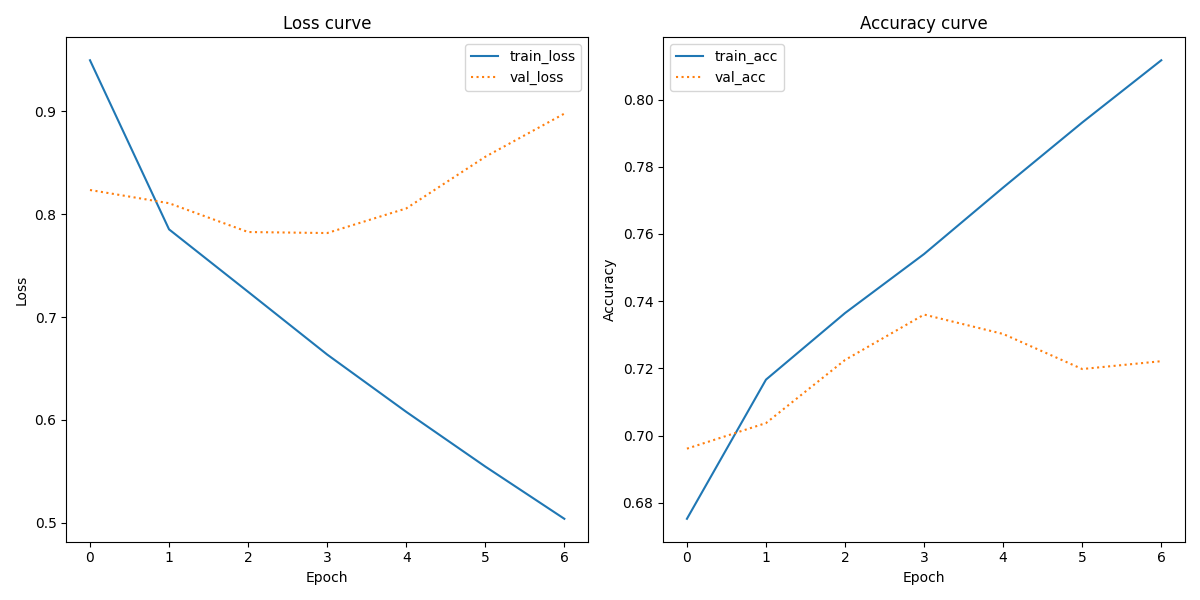 Loss curve
train_loss
val_loss
0.9
0.8
0.7
0.6
0.5
Loss
0 1 2 3 4 5 6
Epoch
Accuracy curve
train_acc
val_acc
0.80
0.78
0.76
0.74
0.72
0.70
0.68
Accuracy
0 1 2 3 4 5 6
Epoch